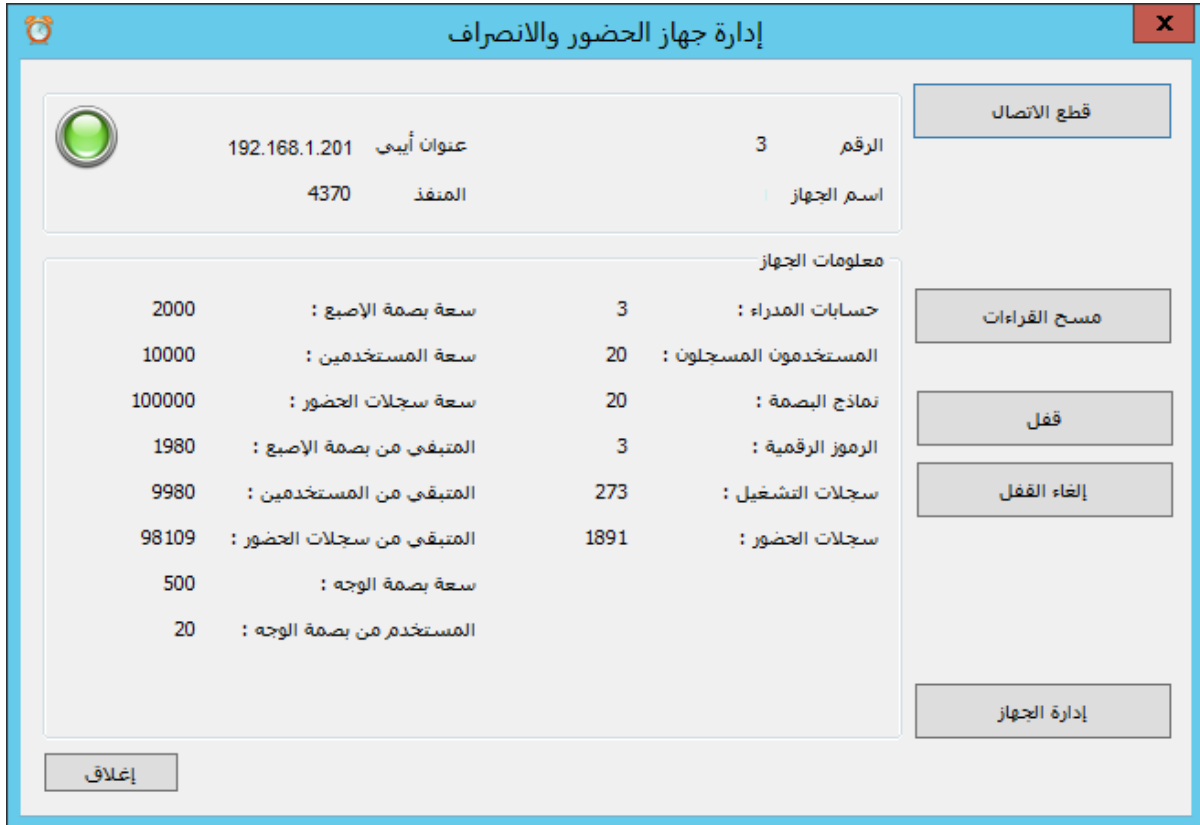 إدارة جهاز الحضور والانصراف
X
قطع الاتصال
الرقم 3 عنوان أيبي 192.168.1.201
اسم الجهاز المنفذ 4370
معلومات الجهاز
حسابات المدراء : 3 سعة بصمة الإصبع : 2000
مسح القراءات
المستخدمون المسجلون : 20 سعة المستخدمين : 10000
نماذج البصمة : 20 سعة سجلات الحضور : 100000
قفل
الرموز الرقمية : 3 المتبفي من بصمة الإصبع : 1980
سجلات التشغيل : 273 المتبقي من المستخدمين : 9980
إلغاء القفل
سجلات الحضور : 1891 المتبقي من سجلات الحضور : 98109
سعة بصمة الوجه : 500
المستخدم من بصمة الوجه : 20
إدارة الجهاز
إغلاق